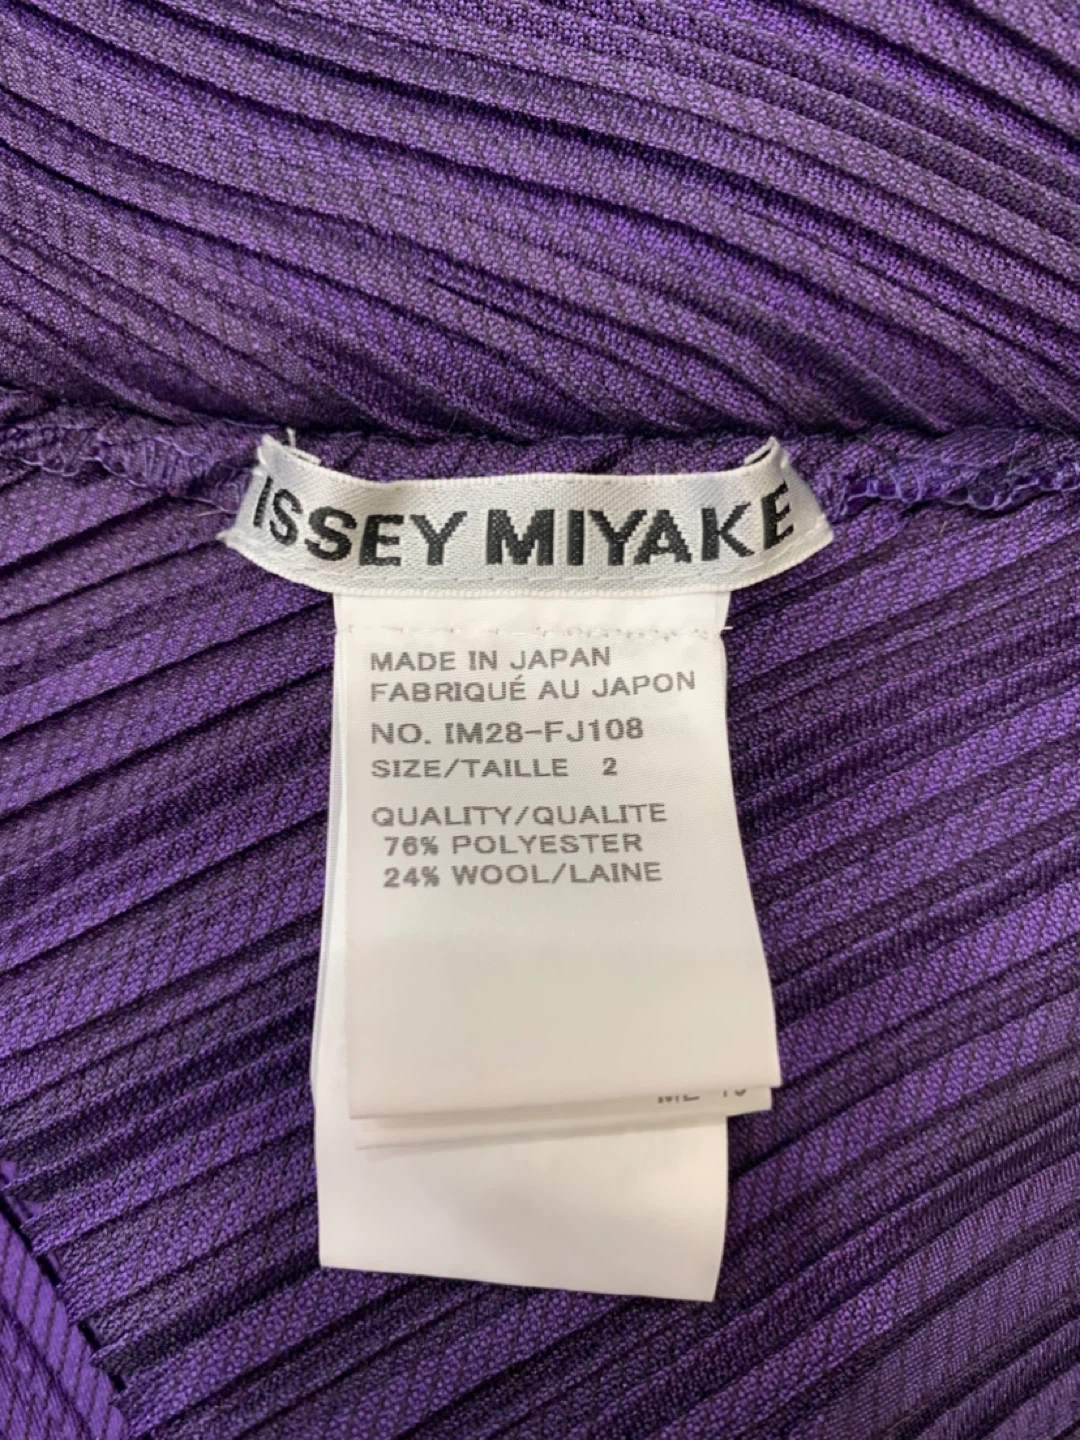 ISSEY MIYAKE
MADE IN JAPAN
FABRIQUÉ AU JAPON
NO. IM28-FJ108
SIZE/TAILLE 2
QUALITY/QUALITE
76% POLYESTER
24% WOOL/LAINE